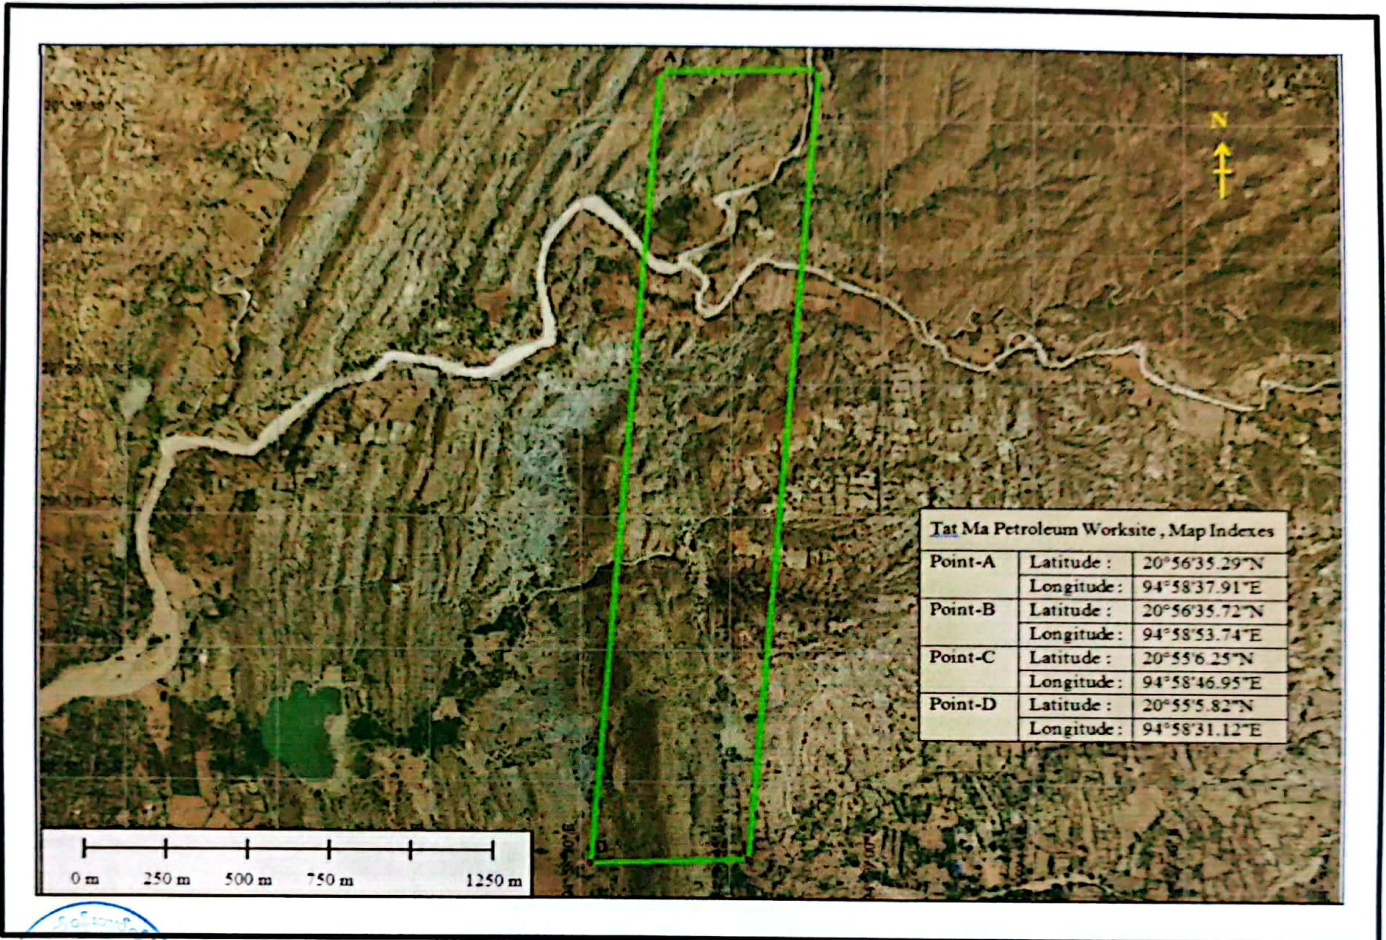 A
N
Tat Ma Petroleum Worksite , Map Indexes
Point-A Latitude : 20°56'35.29"N
Longitude : 94°58'37.91"E
Point-B Latitude : 20°56'35.72"N
Longitude : 94°58'53.74"E
Point-C Latitude : 20°55'6.25"N
Longitude : 94°58'46.95"E
Point-D Latitude : 20°55'5.82"N
Longitude : 94°58'31.12"E
D
C
0 m 250 m 500 m 750 m 1250 m